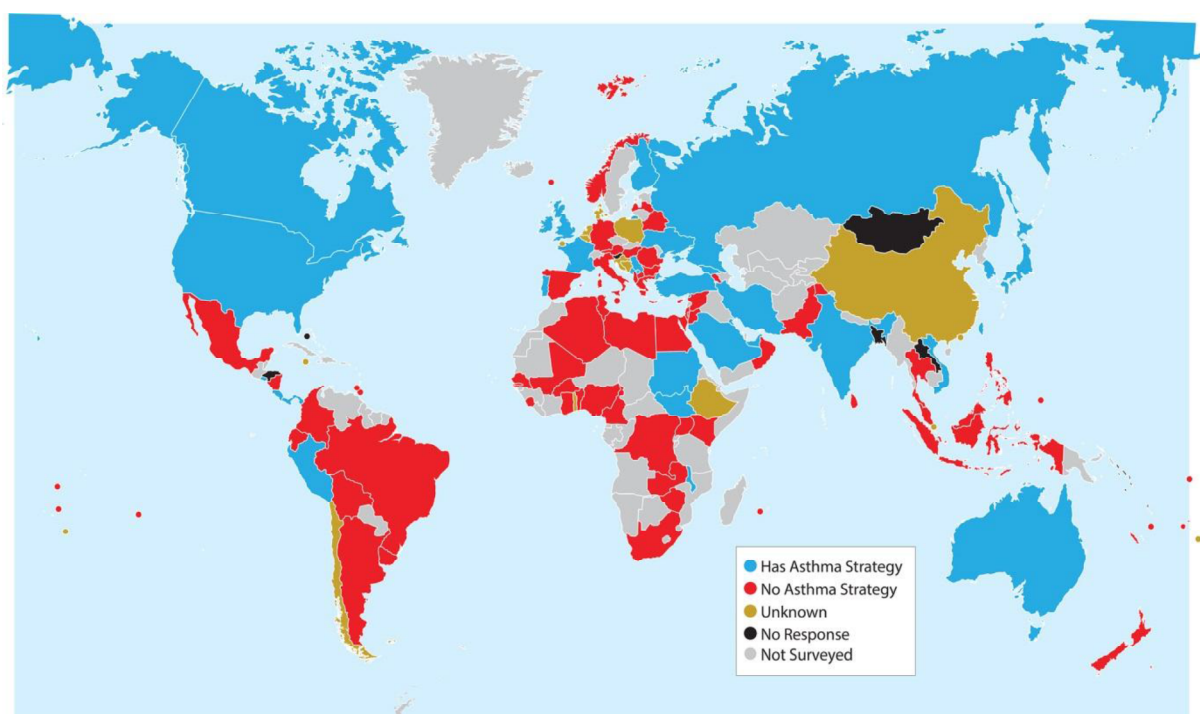 Has Asthma Strategy
No Asthma Strategy
Unknown
No Response
Not Surveyed